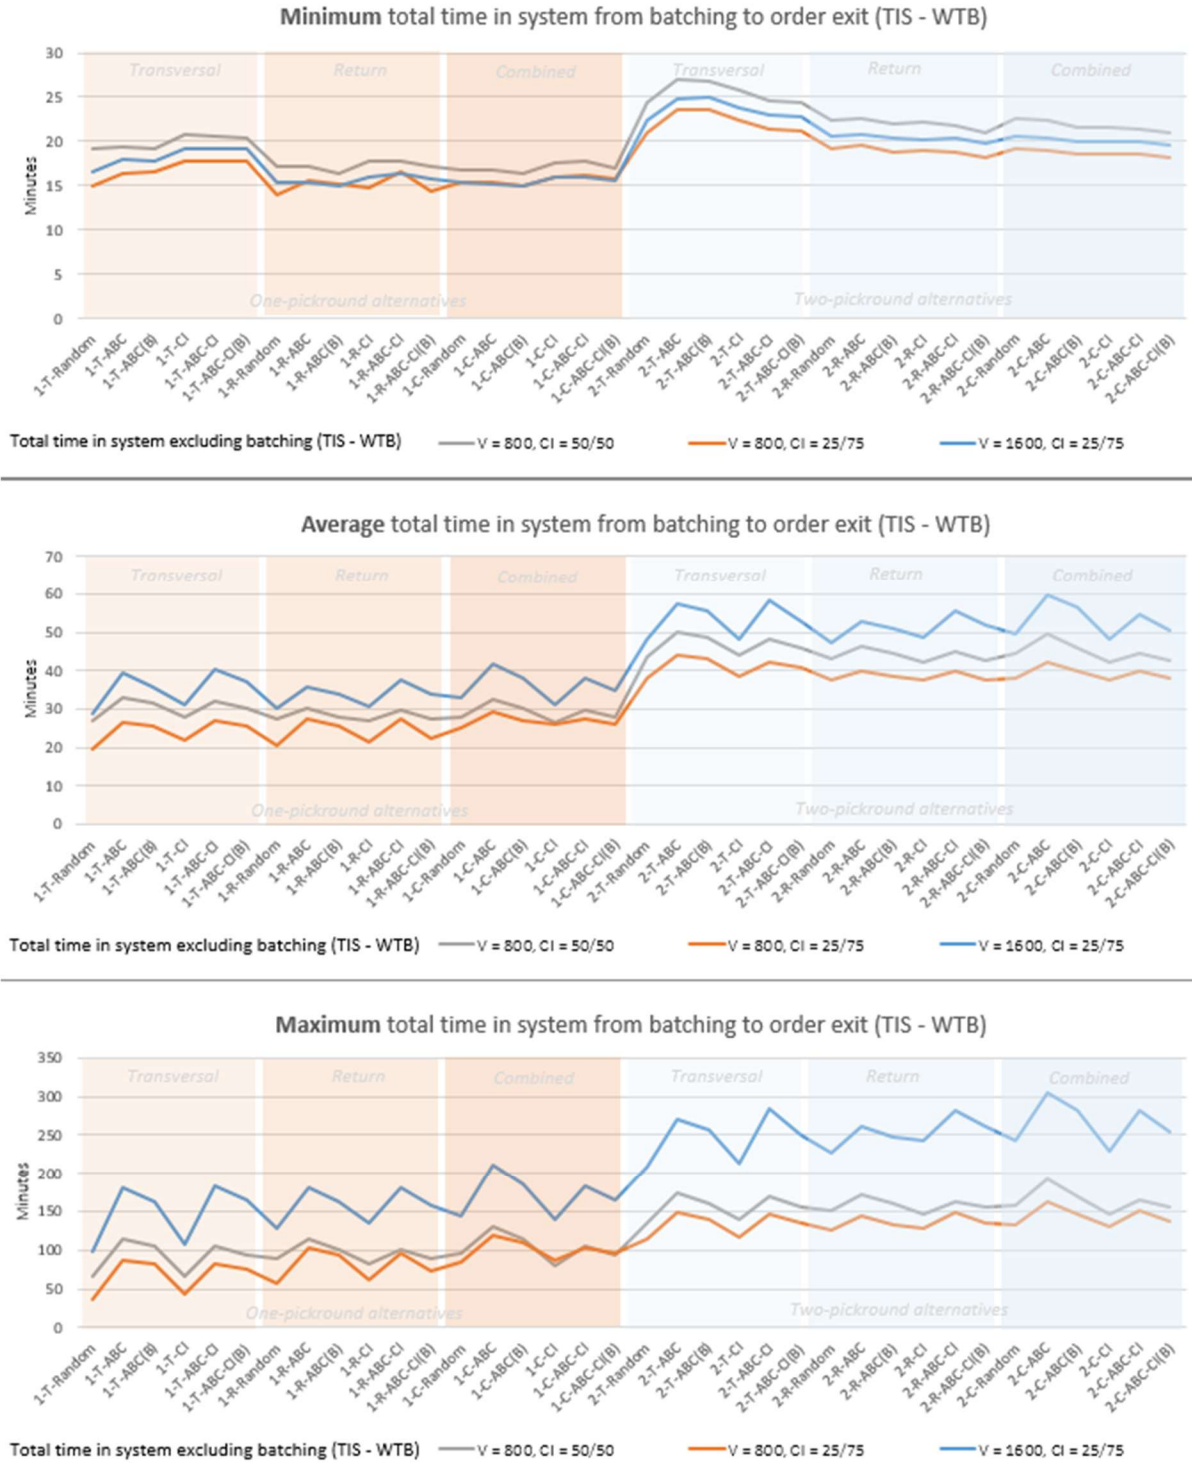 Minimum total time in system from batching to order exit (TIS - WTB)
30
25
20
15
10
5
0
Minutes
Transversal
Return
Combined
Transversal
Return
Combined
One-pickround alternatives
Two-pickround alternatives
1-T-Random
1-T-ABC
1-T-ABC(B)
1-T-CI
1-T-ABC-CI
1-T-ABC-CI(B)
1-R-Random
1-R-ABC
1-R-ABC(B)
1-R-CI
1-R-ABC-CI
1-R-ABC-CI(B)
1-C-Random
1-C-ABC
1-C-ABC(B)
1-C-CI
1-C-ABC-CI
1-C-ABC-CI(B)
2-T-Random
2-T-ABC
2-T-ABC(B)
2-T-CI
2-T-ABC-CI
2-T-ABC-CI(B)
2-R-Random
2-R-ABC
2-R-ABC(B)
2-R-CI
2-R-ABC-CI
2-R-ABC-CI(B)
2-C-Random
2-C-ABC
2-C-ABC(B)
2-C-CI
2-C-ABC-CI
2-C-ABC-CI(B)
Total time in system excluding batching (TIS - WTB) V = 800, CI = 50/50 V = 800, CI = 25/75 V = 1600, CI = 25/75
Average total time in system from batching to order exit (TIS - WTB)
70
60
50
40
30
20
10
0
Minutes
Transversal
Return
Combined
Transversal
Return
Combined
One-pickround alternatives
Two-pickround alternatives
1-T-Random
1-T-ABC
1-T-ABC(B)
1-T-CI
1-T-ABC-CI
1-T-ABC-CI(B)
1-R-Random
1-R-ABC
1-R-ABC(B)
1-R-CI
1-R-ABC-CI
1-R-ABC-CI(B)
1-C-Random
1-C-ABC
1-C-ABC(B)
1-C-CI
1-C-ABC-CI
1-C-ABC-CI(B)
2-T-Random
2-T-ABC
2-T-ABC(B)
2-T-CI
2-T-ABC-CI
2-T-ABC-CI(B)
2-R-Random
2-R-ABC
2-R-ABC(B)
2-R-CI
2-R-ABC-CI
2-R-ABC-CI(B)
2-C-Random
2-C-ABC
2-C-ABC(B)
2-C-CI
2-C-ABC-CI
2-C-ABC-CI(B)
Total time in system excluding batching (TIS - WTB) V = 800, CI = 50/50 V = 800, CI = 25/75 V = 1600, CI = 25/75
Maximum total time in system from batching to order exit (TIS - WTB)
350
300
250
200
150
100
50
0
Minutes
Transversal
Return
Combined
Transversal
Return
Combined
One-pickround alternatives
Two-pickround alternatives
1-T-Random
1-T-ABC
1-T-ABC(B)
1-T-CI
1-T-ABC-CI
1-T-ABC-CI(B)
1-R-Random
1-R-ABC
1-R-ABC(B)
1-R-CI
1-R-ABC-CI
1-R-ABC-CI(B)
1-C-Random
1-C-ABC
1-C-ABC(B)
1-C-CI
1-C-ABC-CI
1-C-ABC-CI(B)
2-T-Random
2-T-ABC
2-T-ABC(B)
2-T-CI
2-T-ABC-CI
2-T-ABC-CI(B)
2-R-Random
2-R-ABC
2-R-ABC(B)
2-R-CI
2-R-ABC-CI
2-R-ABC-CI(B)
2-C-Random
2-C-ABC
2-C-ABC(B)
2-C-CI
2-C-ABC-CI
2-C-ABC-CI(B)
Total time in system excluding batching (TIS - WTB) V = 800, CI = 50/50 V = 800, CI = 25/75 V = 1600, CI = 25/75